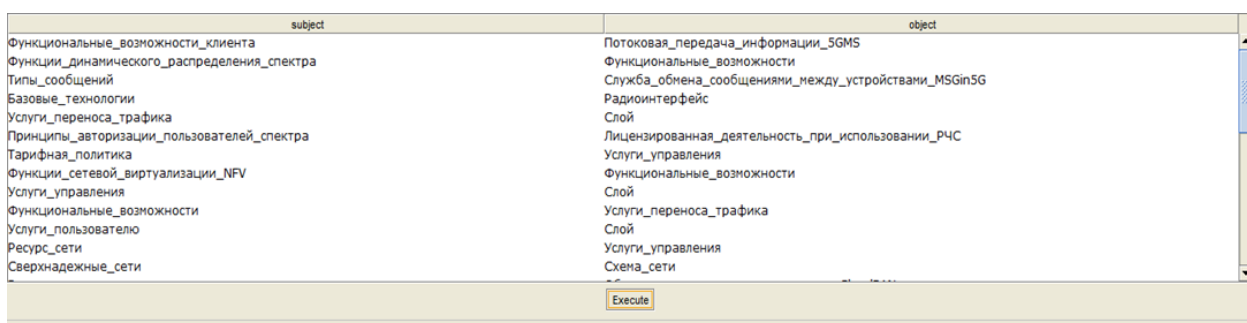 subject object
Функциональные_возможности_клиента Потоковая_передача_информации_5GMS
Функции_динамического_распределения_спектра Функциональные_возможности
Типы_сообщений Служба_обмена_сообщениями_между_устройствами_MSGin5G
Базовые_технологии Радиоинтерфейс
Услуги_переноса_трафика Слой
Принципы_авторизации_пользователей_спектра Лицензированная_деятельность_при_использовании_РЧС
Тарифная_политика Услуги_управления
Функции_сетевой_виртуализации_NFV Функциональные_возможности
Услуги_управления Слой
Функциональные_возможности Услуги_переноса_трафика
Услуги_пользователю Слой
Ресурс_сети Услуги_управления
Сверхнадежные_сети Схема_сети
Execute